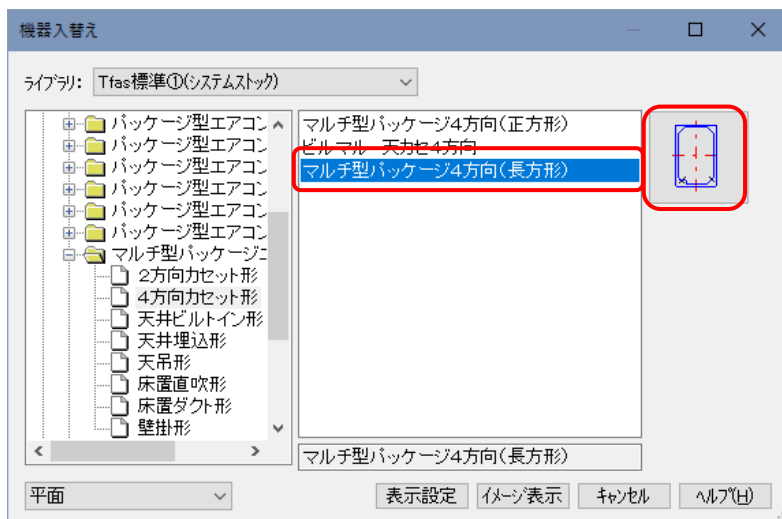 機器入替え
ライブラリ: Tfas標準①(システムストック)
パッケージ型エアコン
パッケージ型エアコン
パッケージ型エアコン
パッケージ型エアコン
パッケージ型エアコン
パッケージ型エアコン
マルチ型パッケージエ
2方向カセット形
4方向カセット形
天井ビルトイン形
天井埋込形
天吊形
床置直吹形
床置ダクト形
壁掛形
マルチ型パッケージ4方向(正方形)
ビルマル 天カセ4方向
マルチ型パッケージ4方向(長方形)
マルチ型パッケージ4方向(長方形)
平面
表示設定 イメージ表示 キャンセル ヘルプ(H)